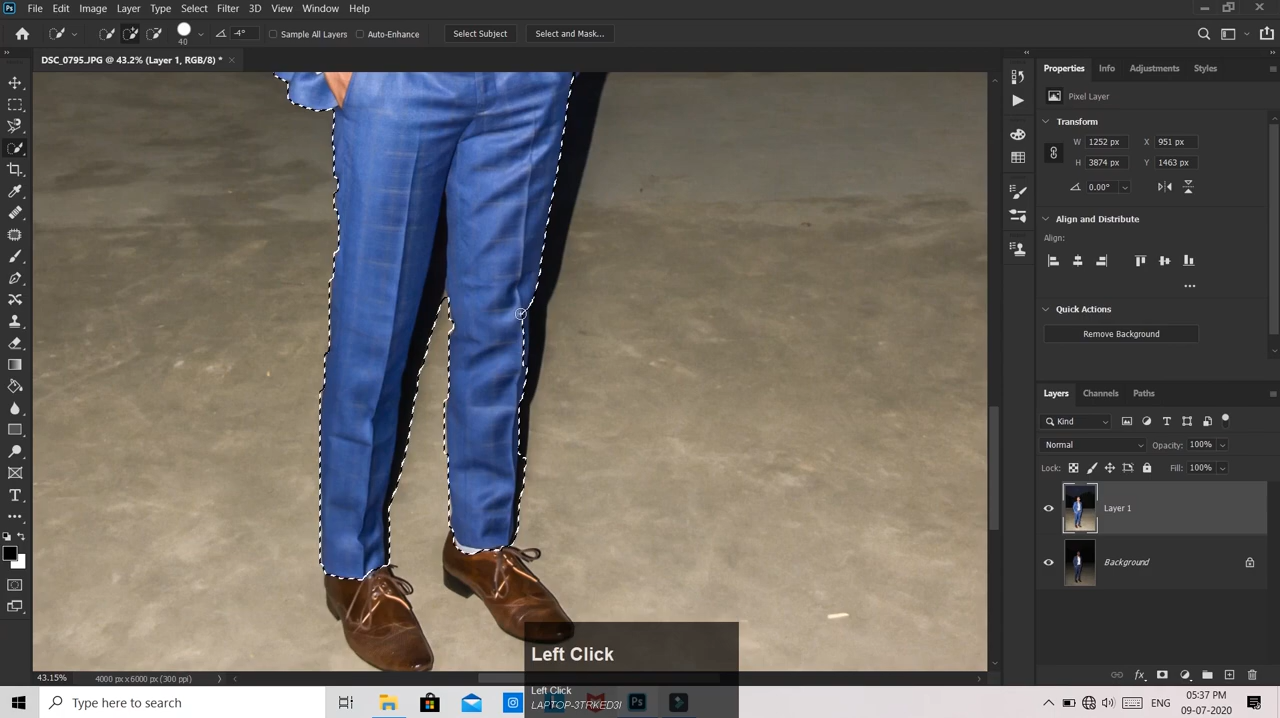 Ps File Edit Image Layer Type Select Filter 3D View Window Help
40 -4° Sample All Layers Auto-Enhance Select Subject Select and Mask...
DSC_0795.JPG @ 43.2% (Layer 1, RGB/8) * ×
Properties Info Adjustments Styles
Pixel Layer
Transform
W 1252 px X 951 px
H 3874 px Y 1463 px
0.00°
Align and Distribute
Align:
Quick Actions
Remove Background
Layers Channels Paths
Kind
Normal Opacity: 100%
Lock: Fill: 100%
Layer 1
Background
Left Click
Left Click
LAPTOP-3TRKED3I
43.15% 4000 px x 6000 px (300 ppi)
Type here to search
Ps
ENG
05:37 PM
09-07-2020